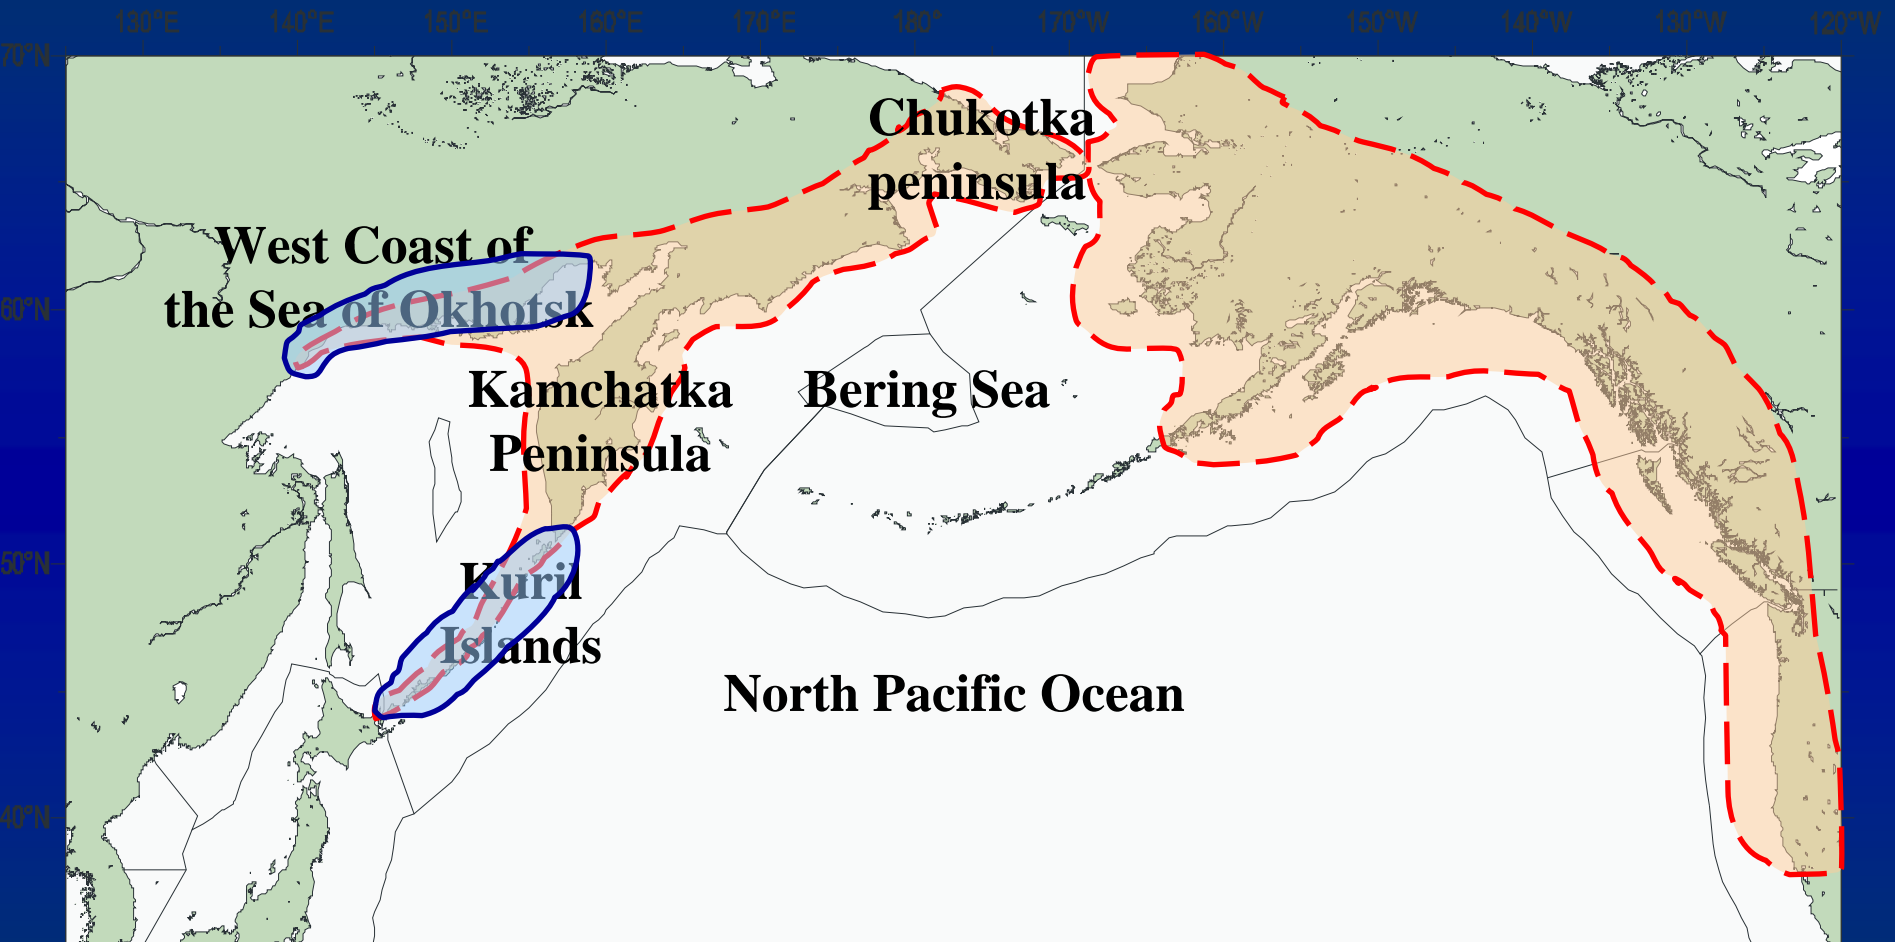 130°E 140°E 150°E 160°E 170°E 180° 170°W 160°W 150°W 140°W 130°W 120°W
70°N
Chukotka
peninsula
West Coast of
the Sea of Okhotsk
60°N
Kamchatka
Peninsula
Bering Sea
50°N
Kuril
Islands
North Pacific Ocean
40°N